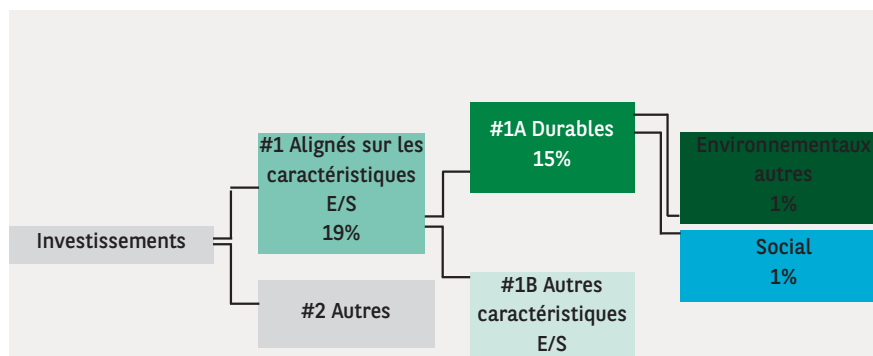 Investissements
#1 Alignés sur les
caractéristiques
E/S
19%
#2 Autres
#1A Durables
15%
#1B Autres
caractéristiques
E/S
Environnementaux
autres
1%
Social
1%